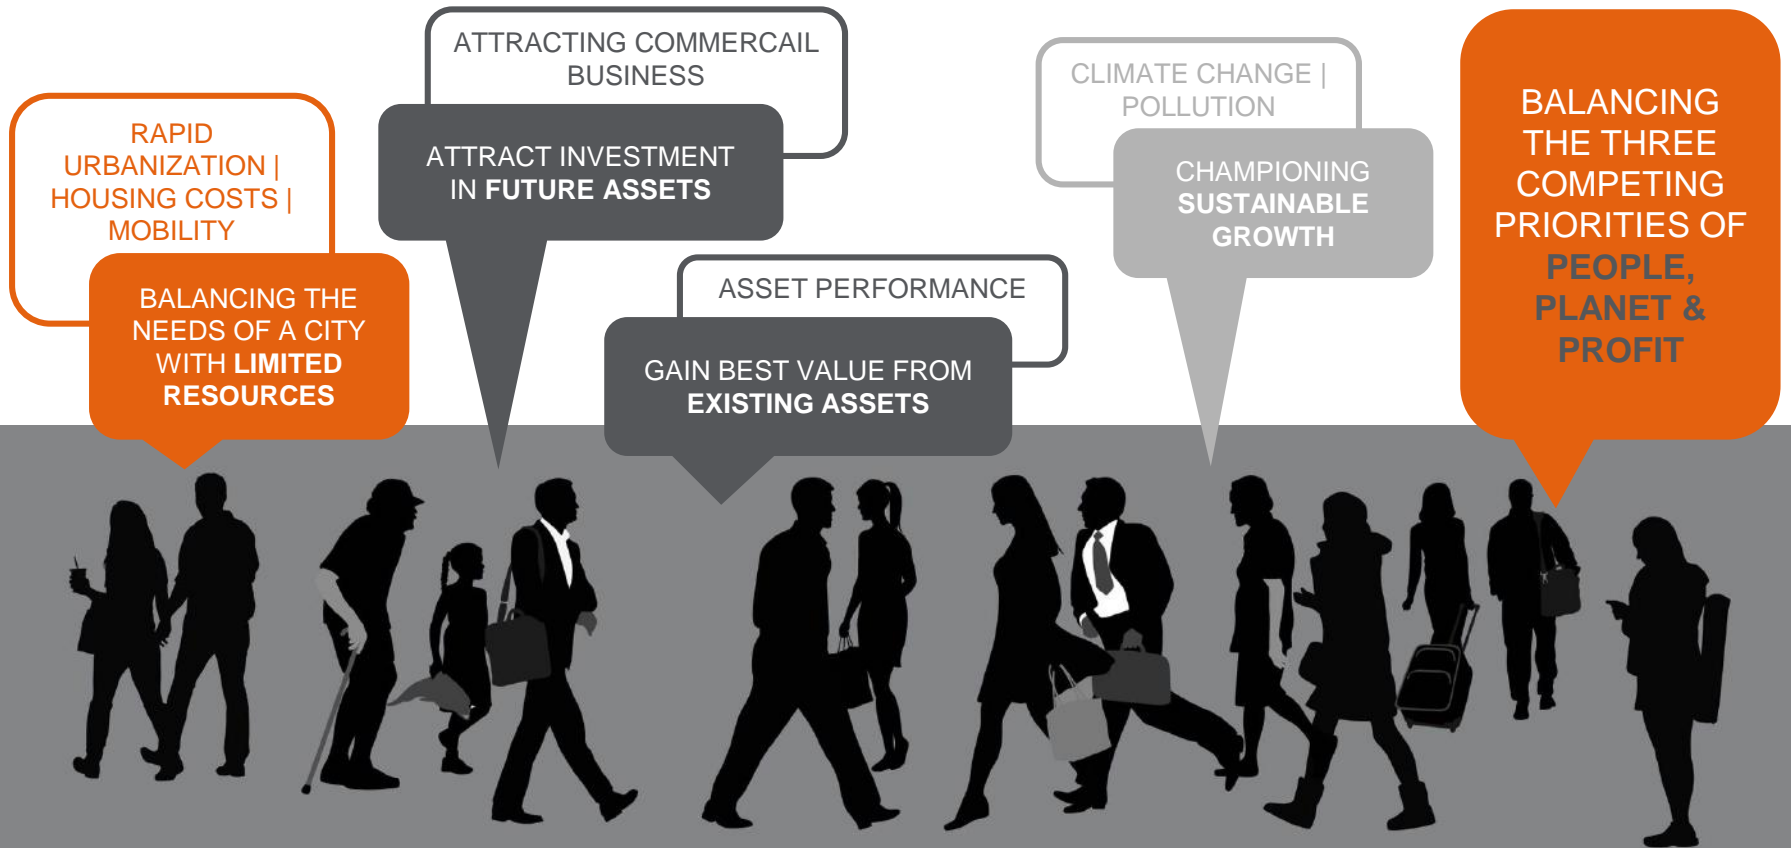 RAPID
URBANIZATION |
HOUSING COSTS |
MOBILITY
BALANCING THE
NEEDS OF A CITY
WITH LIMITED
RESOURCES
ATTRACTING COMMERCAIL
BUSINESS
ATTRACT INVESTMENT
IN FUTURE ASSETS
ASSET PERFORMANCE
GAIN BEST VALUE FROM
EXISTING ASSETS
CLIMATE CHANGE |
POLLUTION
CHAMPIONING
SUSTAINABLE
GROWTH
BALANCING
THE THREE
COMPETING
PRIORITIES OF
PEOPLE,
PLANET &
PROFIT